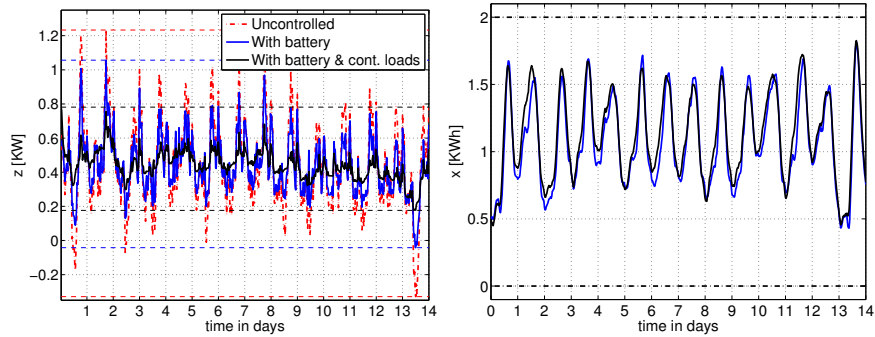 Uncontrolled
With battery
With battery & cont. loads
1.2
1
0.8
0.6
0.4
0.2
0
−0.2
z [KW]
1 2 3 4 5 6 7 8 9 10 11 12 13 14
time in days
2
1.5
1
0.5
0
x [KWh]
0 1 2 3 4 5 6 7 8 9 10 11 12 13 14
time in days